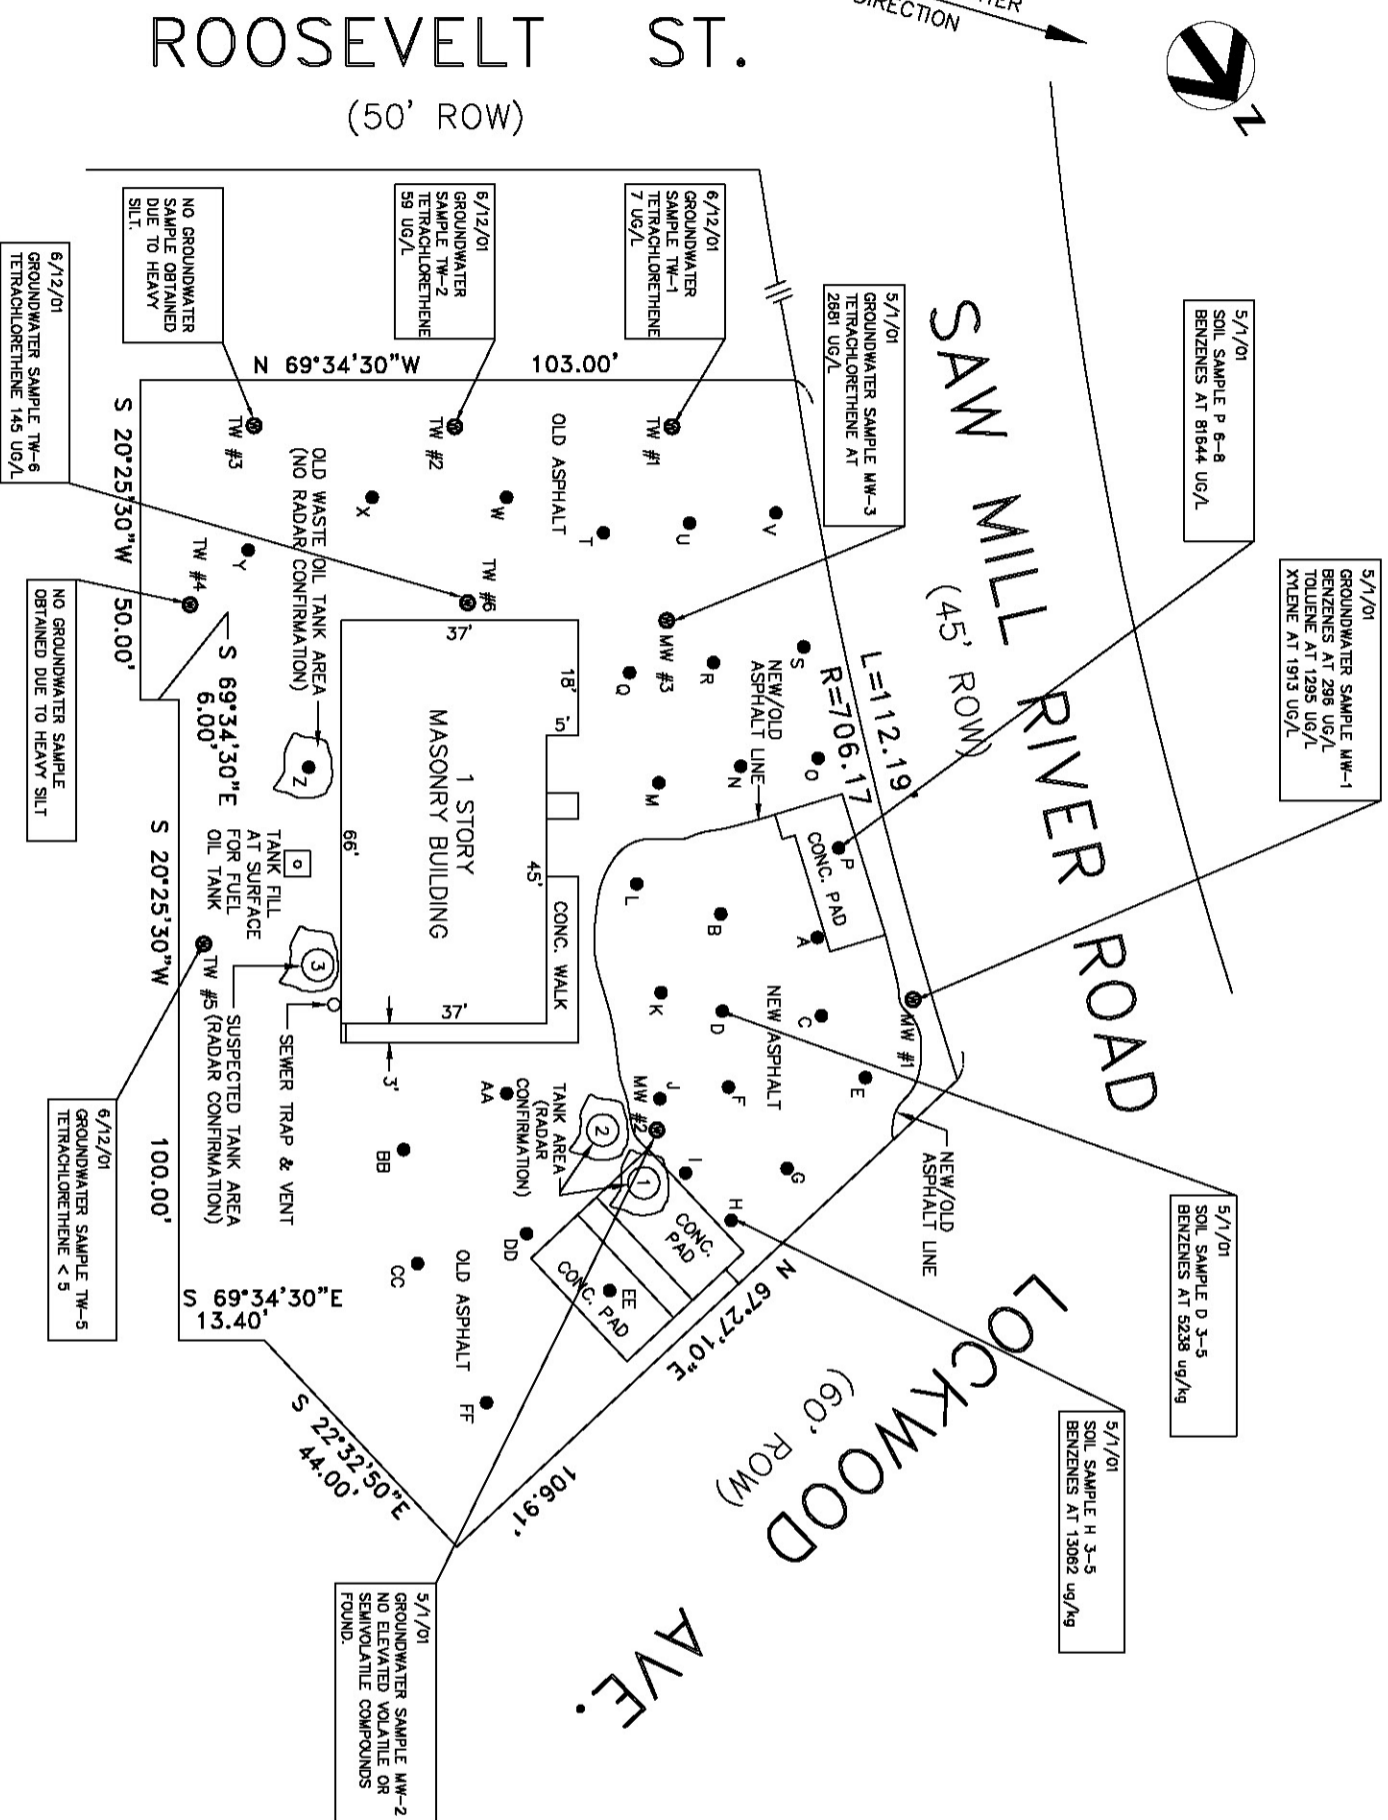 ROOSEVELT ST.
(50' ROW)
DIRECTION
N
SAW MILL RIVER ROAD
(45' ROW)
LOCKWOOD AVE.
(60' ROW)
5/1/01
SOIL SAMPLE P 6-8
BENZENES AT 81644 UG/L
5/1/01
GROUNDWATER SAMPLE MW-1
BENZENES AT 296 UG/L
TOLUENE AT 1295 UG/L
XYLENE AT 1913 UG/L
5/1/01
GROUNDWATER SAMPLE MW-3
TETRACHLORETHENE AT
2681 UG/L
6/12/01
GROUNDWATER
SAMPLE TW-1
TETRACHLORETHENE
7 UG/L
6/12/01
GROUNDWATER
SAMPLE TW-2
TETRACHLORETHENE
59 UG/L
NO GROUNDWATER
SAMPLE OBTAINED
DUE TO HEAVY
SILT.
6/12/01
GROUNDWATER SAMPLE TW-6
TETRACHLORETHENE 145 UG/L
NO GROUNDWATER SAMPLE
OBTAINED DUE TO HEAVY SILT
6/12/01
GROUNDWATER SAMPLE TW-5
TETRACHLORETHENE < 5
5/1/01
SOIL SAMPLE D 3-5
BENZENES AT 5238 ug/kg
5/1/01
SOIL SAMPLE H 3-5
BENZENES AT 13062 ug/kg
5/1/01
GROUNDWATER SAMPLE MW-2
NO ELEVATED VOLATILE OR
SEMIVOLATILE COMPOUNDS
FOUND.
N 69°34'30"W 103.00'
S 20°25'30"W 50.00'
S 69°34'30"E
6.00'
S 20°25'30"W 100.00'
S 69°34'30"E
13.40'
S 22°32'50"E
44.00'
N 67°27'10"E 106.91'
L=112.19'
R=706.17'
TW #1
TW #2
TW #3
TW #4
TW #5
TW #6
MW #1
MW #2
MW #3
OLD ASPHALT
OLD WASTE OIL TANK AREA
(NO RADAR CONFIRMATION)
NEW/OLD
ASPHALT LINE
NEW ASPHALT
NEW/OLD
ASPHALT LINE
CONC. PAD
1 STORY
MASONRY BUILDING
37'
18'
5'
45'
66'
37'
3'
CONC. WALK
TANK FILL
AT SURFACE
FOR FUEL
OIL TANK
SUSPECTED TANK AREA
(RADAR CONFIRMATION)
SEWER TRAP & VENT
TANK AREA
(RADAR
CONFIRMATION)
CONC.
PAD
CONC. PAD
OLD ASPHALT
1
2
3
A
B
C
D
E
F
G
H
I
J
K
L
M
N
O
P
Q
R
S
T
U
V
W
X
Y
Z
AA
BB
CC
DD
EE
FF